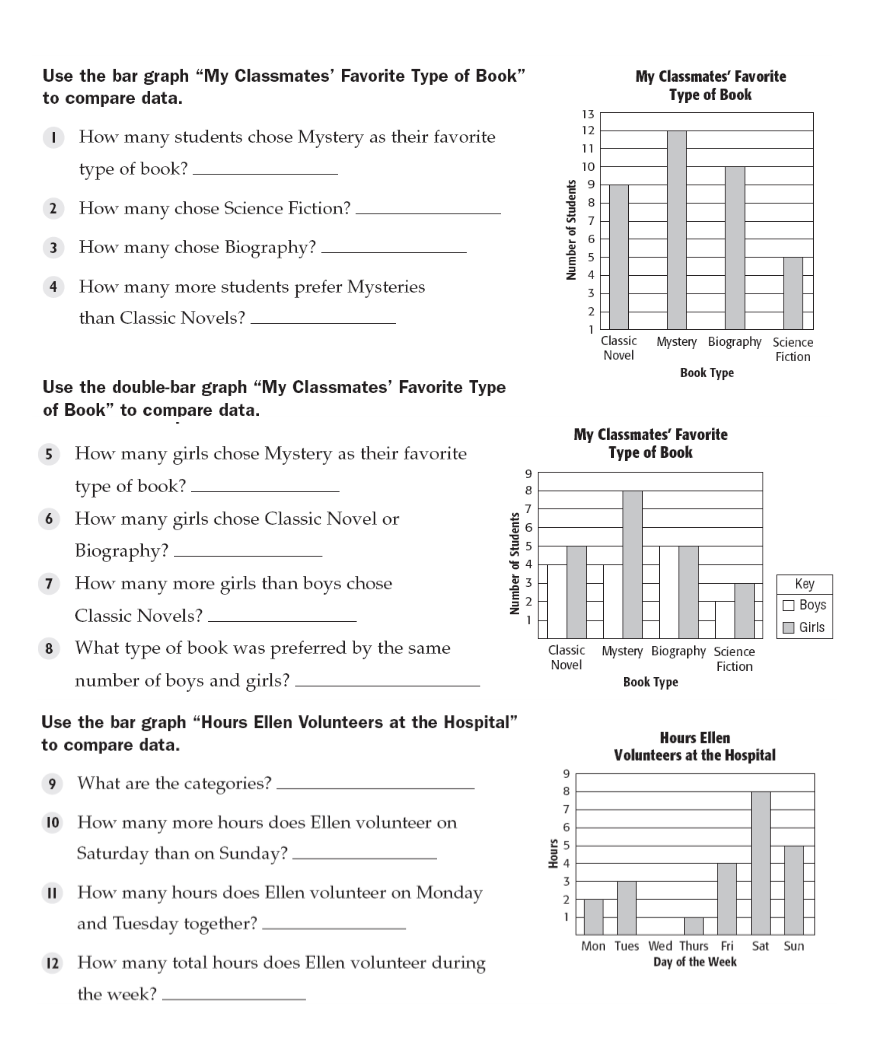 Use the bar graph “My Classmates’ Favorite Type of Book”
to compare data.
1 How many students chose Mystery as their favorite
type of book? ______________
2 How many chose Science Fiction? ______________
3 How many chose Biography? ______________
4 How many more students prefer Mysteries
than Classic Novels? ______________
My Classmates’ Favorite
Type of Book
Number of Students
13
12
11
10
9
8
7
6
5
4
3
2
1
Classic Novel
Mystery
Biography
Science Fiction
Book Type
Use the double-bar graph “My Classmates’ Favorite Type
of Book” to compare data.
5 How many girls chose Mystery as their favorite
type of book? ______________
6 How many girls chose Classic Novel or
Biography? ______________
7 How many more girls than boys chose
Classic Novels? ______________
8 What type of book was preferred by the same
number of boys and girls? ______________
My Classmates’ Favorite
Type of Book
Number of Students
9
8
7
6
5
4
3
2
1
Classic Novel
Mystery
Biography
Science Fiction
Book Type
Key
Boys
Girls
Use the bar graph “Hours Ellen Volunteers at the Hospital”
to compare data.
9 What are the categories? ______________
10 How many more hours does Ellen volunteer on
Saturday than on Sunday? ______________
11 How many hours does Ellen volunteer on Monday
and Tuesday together? ______________
12 How many total hours does Ellen volunteer during
the week? ______________
Hours Ellen
Volunteers at the Hospital
Hours
9
8
7
6
5
4
3
2
1
Mon Tues Wed Thurs Fri Sat Sun
Day of the Week